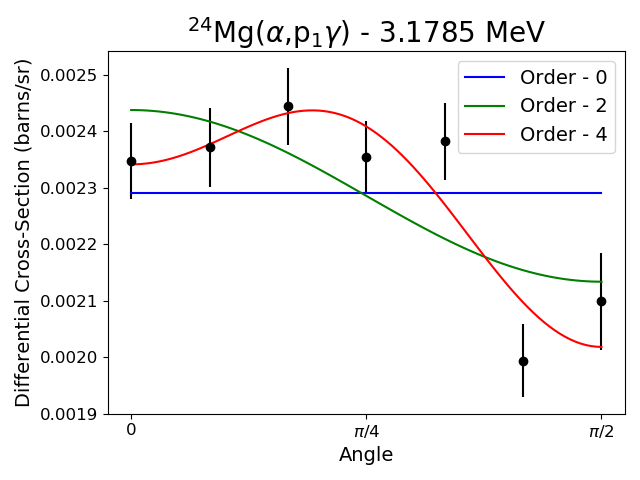 ²⁴Mg(α,p₁γ) - 3.1785 MeV
Order - 0
Order - 2
Order - 4
Differential Cross-Section (barns/sr)
0.0025
0.0024
0.0023
0.0022
0.0021
0.0020
0.0019
0 π/4 π/2
Angle